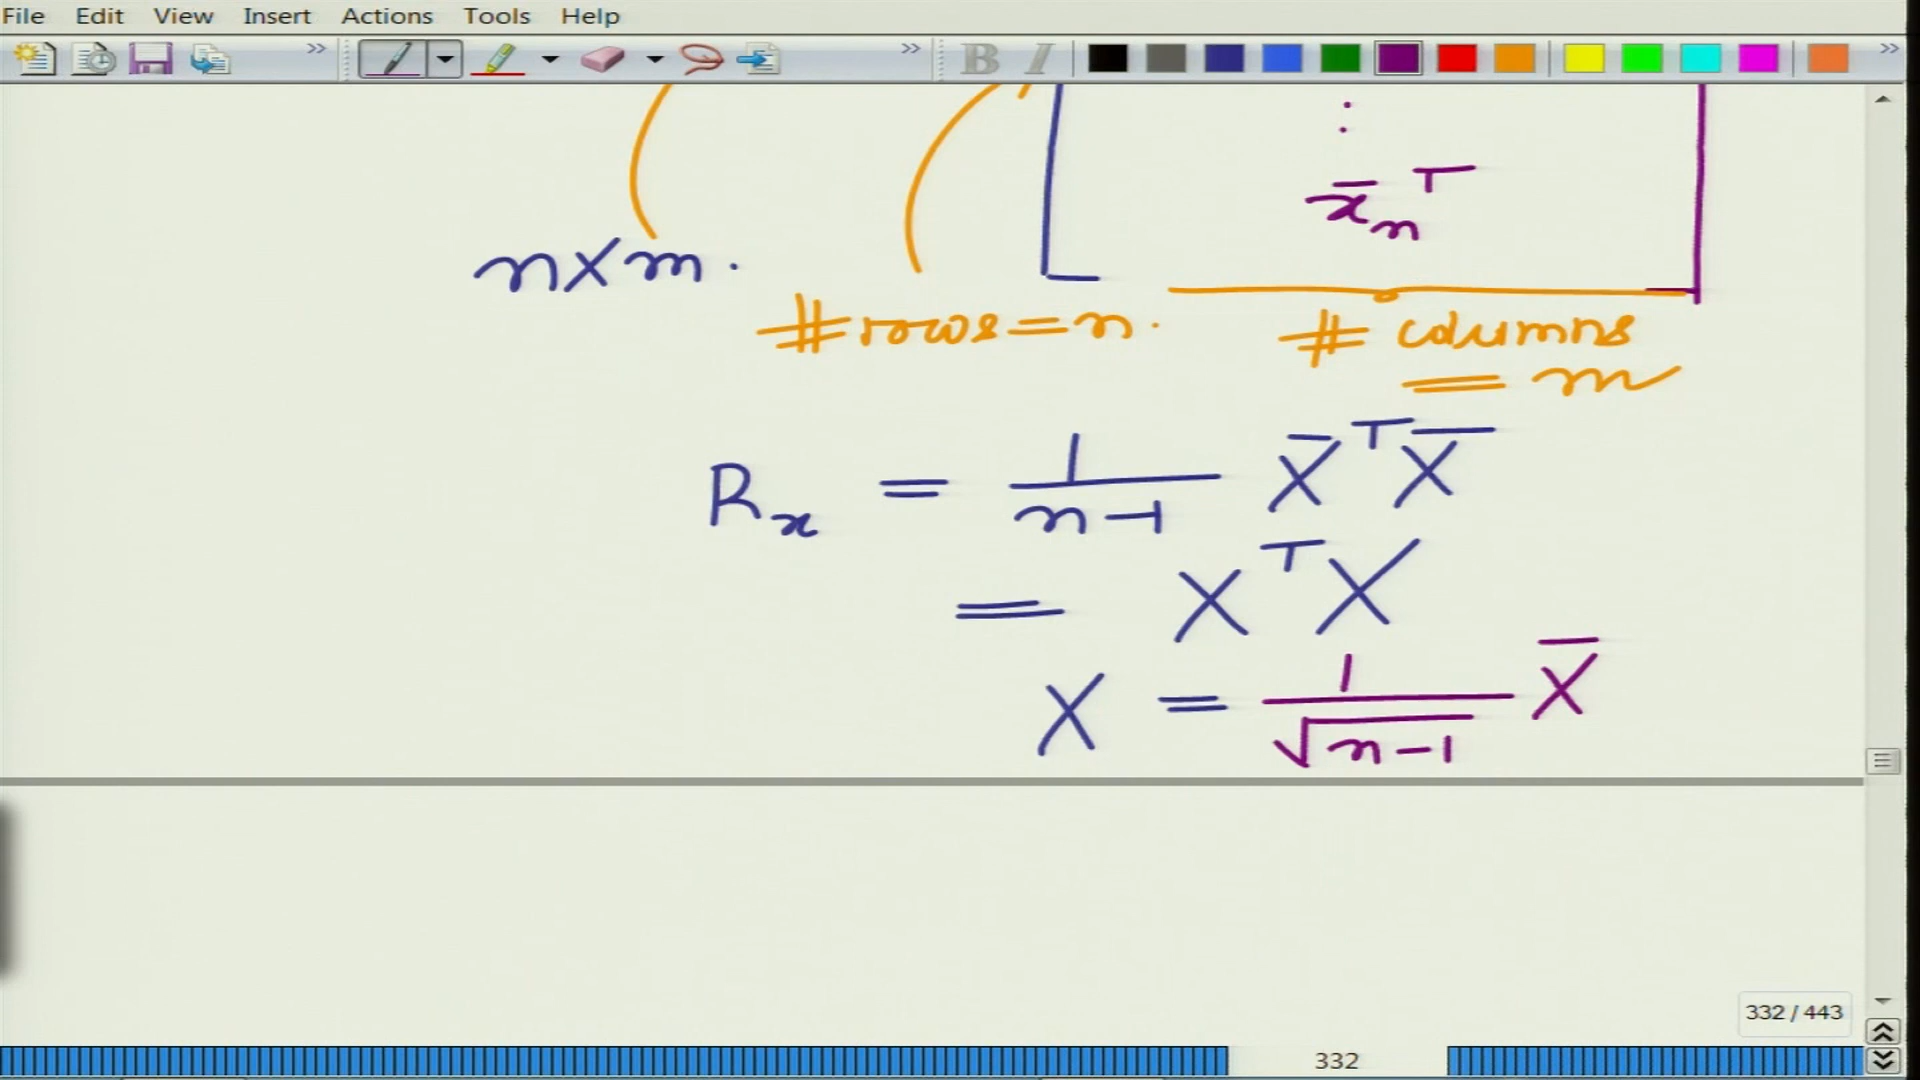 File Edit View Insert Actions Tools Help
B I
⋮
x̄ₙᵀ
n×m.
#rows=n.
# columns
= m
Rₓ = 1/(n-1) X̄ᵀX̄
= XᵀX
X = 1/√(n-1) X̄
332 / 443
332